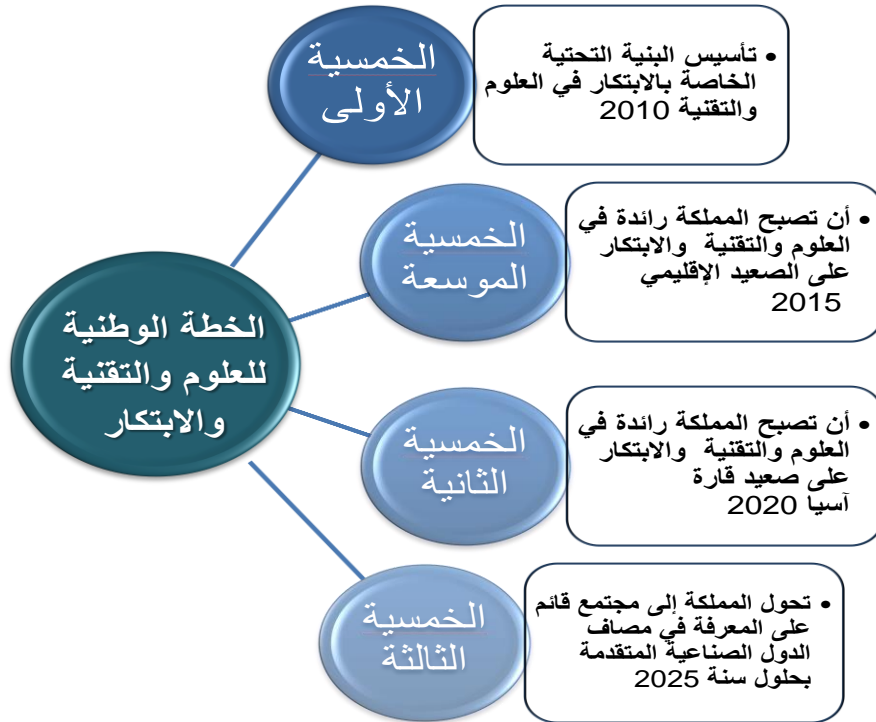 الخطة الوطنية
للعلوم والتقنية
والابتكار
الخمسية
الأولى
• تأسيس البنية التحتية
الخاصة بالابتكار في العلوم
والتقنية 2010
الخمسية
الموسعة
• أن تصبح المملكة رائدة في
العلوم والتقنية والابتكار
على الصعيد الإقليمي
2015
الخمسية
الثانية
• أن تصبح المملكة رائدة في
العلوم والتقنية والابتكار
على صعيد قارة
آسيا 2020
الخمسية
الثالثة
• تحول المملكة إلى مجتمع قائم
على المعرفة في مصاف
الدول الصناعية المتقدمة
بحلول سنة 2025